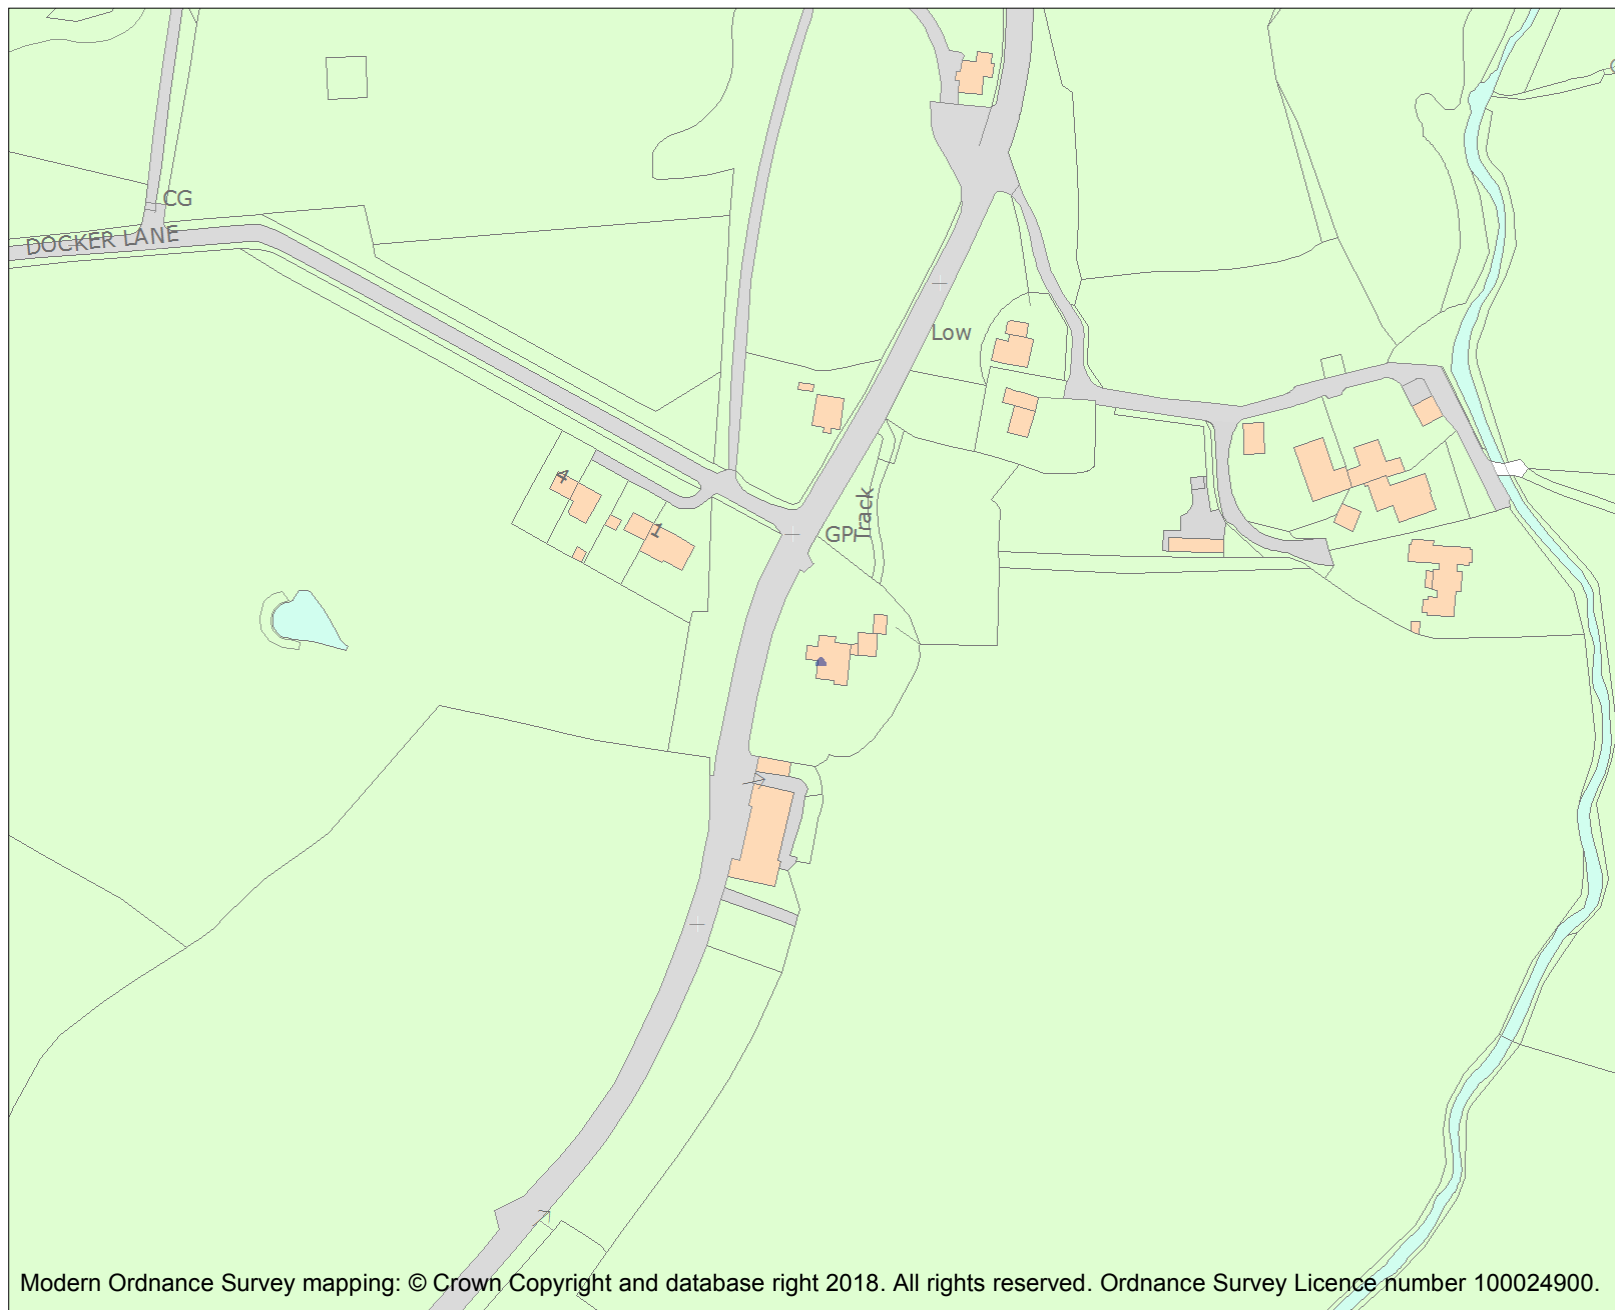 CG
DOCKER LANE
Low
4
1
Track
GP
Modern Ordnance Survey mapping: © Crown Copyright and database right 2018. All rights reserved. Ordnance Survey Licence number 100024900.